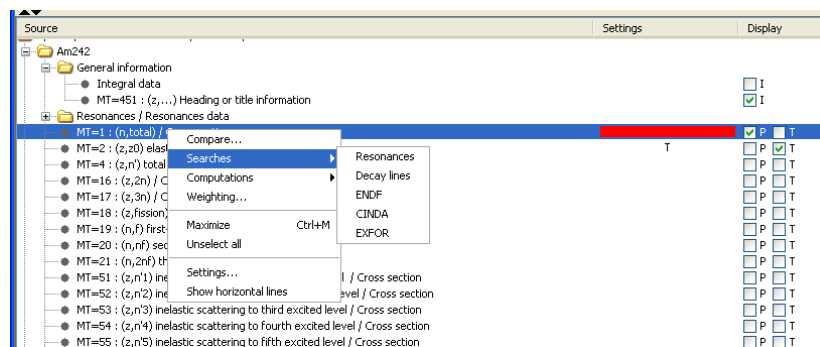 Source Settings Display
Am242
General information
Integral data I
MT=451 : (z,...) Heading or title information I
Resonances / Resonances data
MT=1 : (n,total) / P T
MT=2 : (z,z0) elas T P T
MT=4 : (z,n') total P T
MT=16 : (z,2n) / C P T
MT=17 : (z,3n) / C P T
MT=18 : (z,fission) P T
MT=19 : (n,f) first- P T
MT=20 : (n,nf) sec P T
MT=21 : (n,2nf) th P T
MT=51 : (z,n'1) ine l / Cross section P T
MT=52 : (z,n'2) ine evel / Cross section P T
MT=53 : (z,n'3) inelastic scattering to third excited level / Cross section P T
MT=54 : (z,n'4) inelastic scattering to fourth excited level / Cross section P T
MT=55 : (z,n'5) inelastic scattering to fifth excited level / Cross section P T
Compare...
Searches
Computations
Weighting...
Maximize Ctrl+M
Unselect all
Settings...
Show horizontal lines
Resonances
Decay lines
ENDF
CINDA
EXFOR